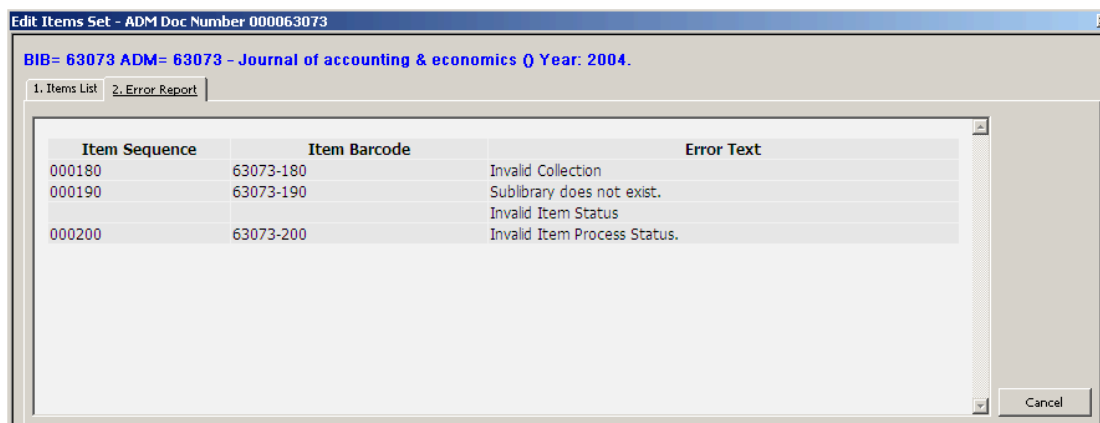 Edit Items Set - ADM Doc Number 000063073
BIB= 63073 ADM= 63073 - Journal of accounting & economics () Year: 2004.
1. Items List 2. Error Report
Item Sequence Item Barcode Error Text
000180 63073-180 Invalid Collection
000190 63073-190 Sublibrary does not exist.
Invalid Item Status
000200 63073-200 Invalid Item Process Status.
Cancel